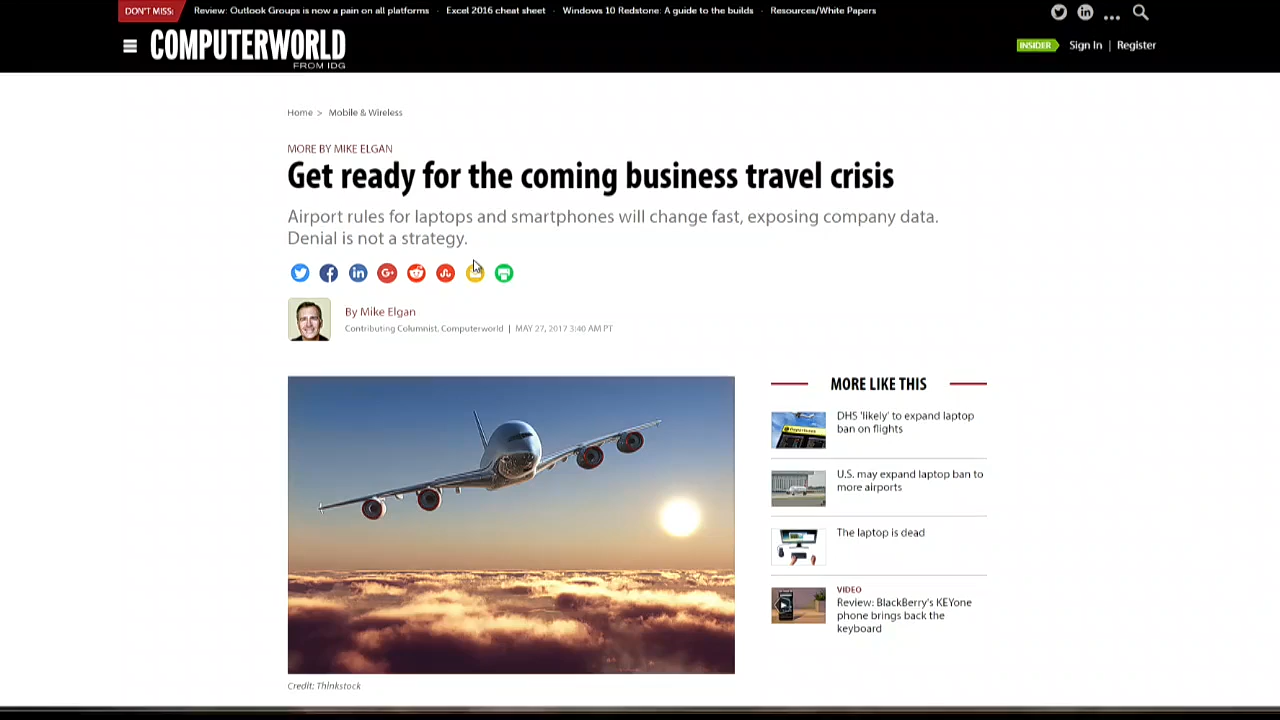 DON'T MISS:
Review: Outlook Groups is now a pain on all platforms · Excel 2016 cheat sheet · Windows 10 Redstone: A guide to the builds · Resources/White Papers
COMPUTERWORLD
FROM IDG
INSIDER Sign In | Register
Home > Mobile & Wireless
MORE BY MIKE ELGAN
Get ready for the coming business travel crisis
Airport rules for laptops and smartphones will change fast, exposing company data.
Denial is not a strategy.
By Mike Elgan
Contributing Columnist, Computerworld | MAY 27, 2017 3:40 AM PT
Credit: Thinkstock
MORE LIKE THIS
DHS 'likely' to expand laptop
ban on flights
U.S. may expand laptop ban to
more airports
The laptop is dead
VIDEO
Review: BlackBerry's KEYone
phone brings back the
keyboard